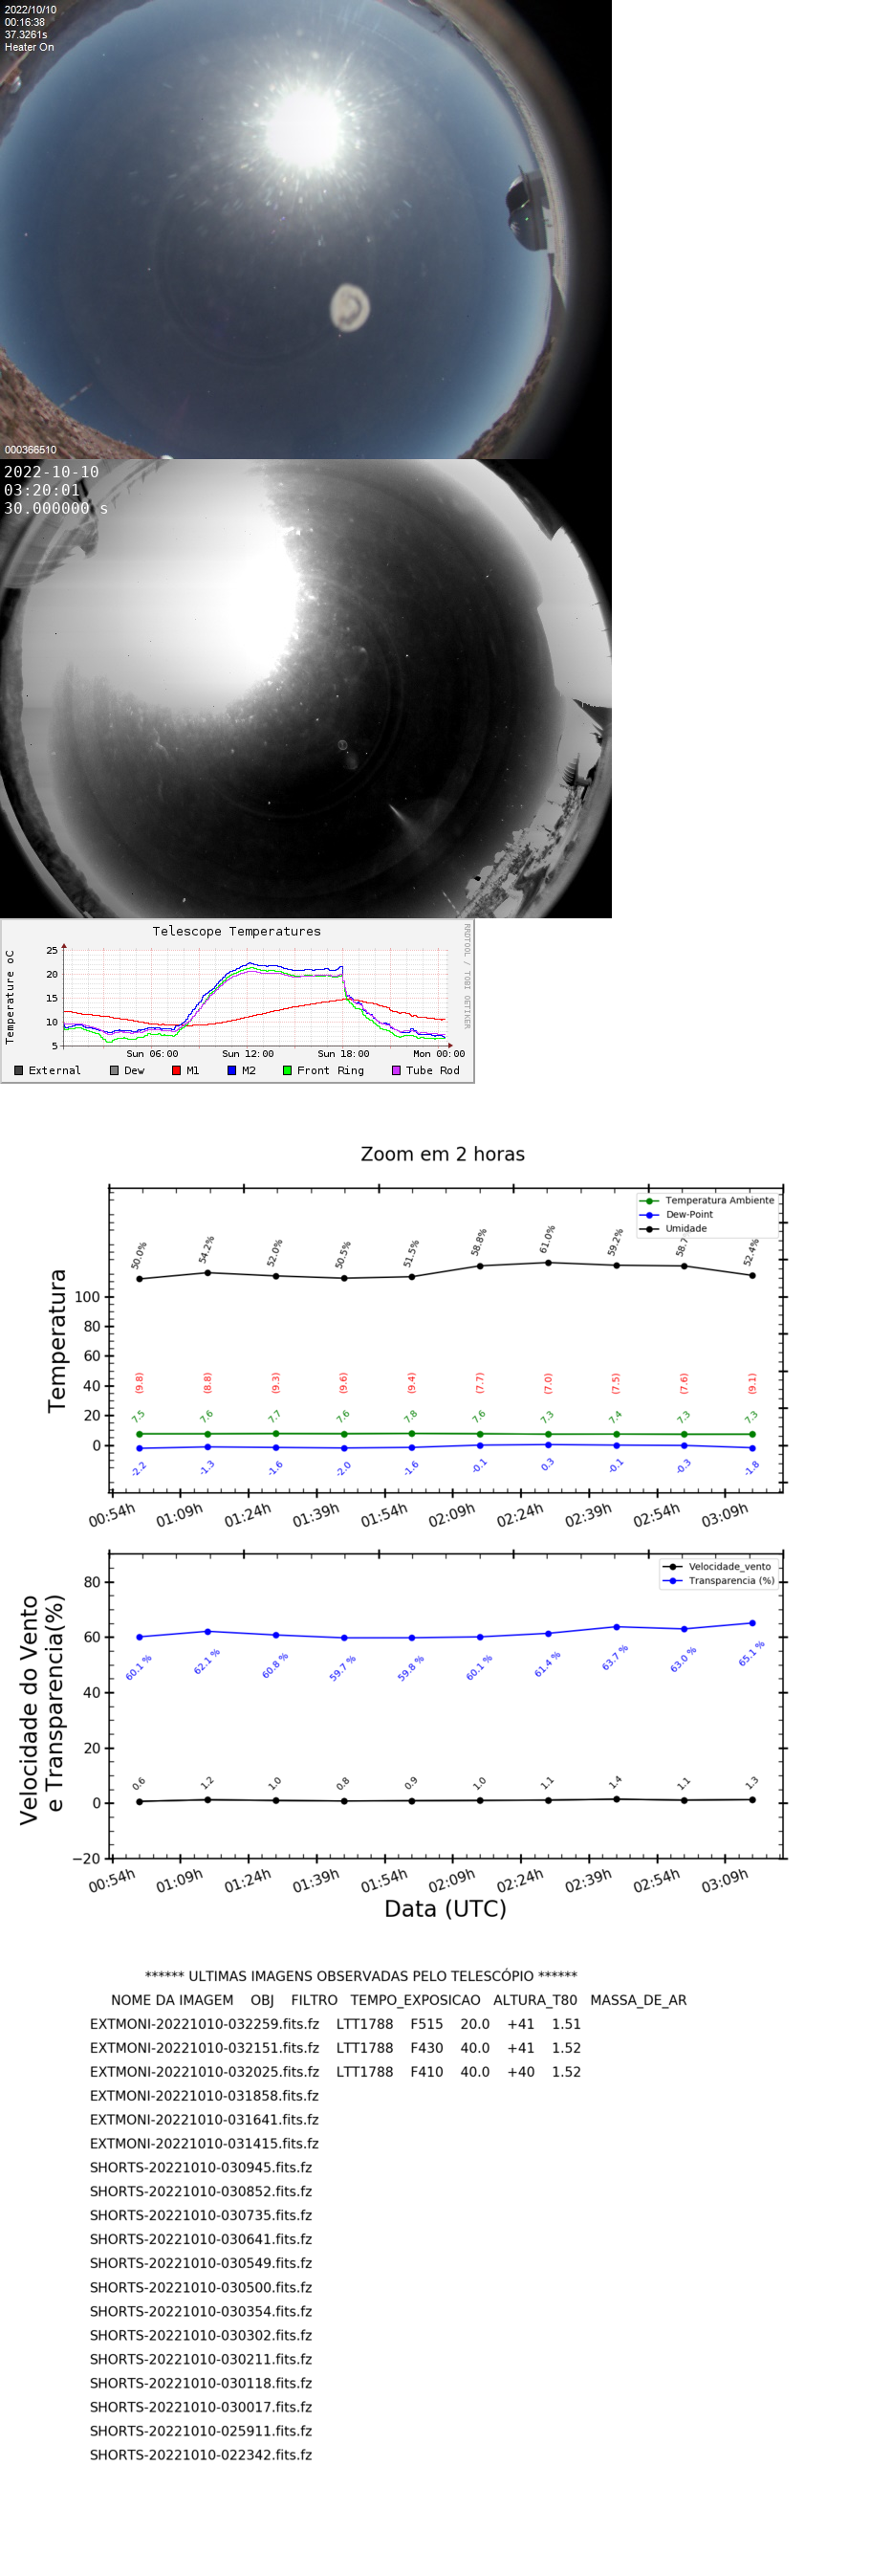 2022/10/10
00:16:38
37.3261s
Heater On
000366510
2022-10-10
03:20:01
30.000000 s
Telescope Temperatures
RRDTOOL / TOBI OETIKER
Temperature oC
25
20
15
10
5
Sun 06:00 Sun 12:00 Sun 18:00 Mon 00:00
External Dew M1 M2 Front Ring Tube Rod
Zoom em 2 horas
Temperatura Ambiente
Dew-Point
Umidade
50.0% 54.2% 52.0% 50.5% 51.5% 58.8% 61.0% 59.2% 52.4%
Temperatura
100
80
60
40
20
0
(9.8) (8.8) (9.3) (9.6) (9.4) (7.7) (7.0) (7.5) (7.6) (9.1)
7.5 7.6 7.7 7.6 7.8 7.6 7.3 7.4 7.3 7.3
-2.2 -1.3 -1.6 -2.0 -1.6 -0.1 0.3 -0.1 -0.3 -1.8
00:54h 01:09h 01:24h 01:39h 01:54h 02:09h 02:24h 02:39h 02:54h 03:09h
Velocidade_vento
Transparencia (%)
Velocidade do Vento
e Transparencia(%)
80
60
40
20
0
−20
60.1 % 62.1 % 60.8 % 59.7 % 59.8 % 60.1 % 61.4 % 63.7 % 63.0 % 65.1 %
0.6 1.2 1.0 0.8 0.9 1.0 1.1 1.4 1.1 1.3
00:54h 01:09h 01:24h 01:39h 01:54h 02:09h 02:24h 02:39h 02:54h 03:09h
Data (UTC)
****** ULTIMAS IMAGENS OBSERVADAS PELO TELESCÓPIO ******
NOME DA IMAGEM OBJ FILTRO TEMPO_EXPOSICAO ALTURA_T80 MASSA_DE_AR
EXTMONI-20221010-032259.fits.fz LTT1788 F515 20.0 +41 1.51
EXTMONI-20221010-032151.fits.fz LTT1788 F430 40.0 +41 1.52
EXTMONI-20221010-032025.fits.fz LTT1788 F410 40.0 +40 1.52
EXTMONI-20221010-031858.fits.fz
EXTMONI-20221010-031641.fits.fz
EXTMONI-20221010-031415.fits.fz
SHORTS-20221010-030945.fits.fz
SHORTS-20221010-030852.fits.fz
SHORTS-20221010-030735.fits.fz
SHORTS-20221010-030641.fits.fz
SHORTS-20221010-030549.fits.fz
SHORTS-20221010-030500.fits.fz
SHORTS-20221010-030354.fits.fz
SHORTS-20221010-030302.fits.fz
SHORTS-20221010-030211.fits.fz
SHORTS-20221010-030118.fits.fz
SHORTS-20221010-030017.fits.fz
SHORTS-20221010-025911.fits.fz
SHORTS-20221010-022342.fits.fz